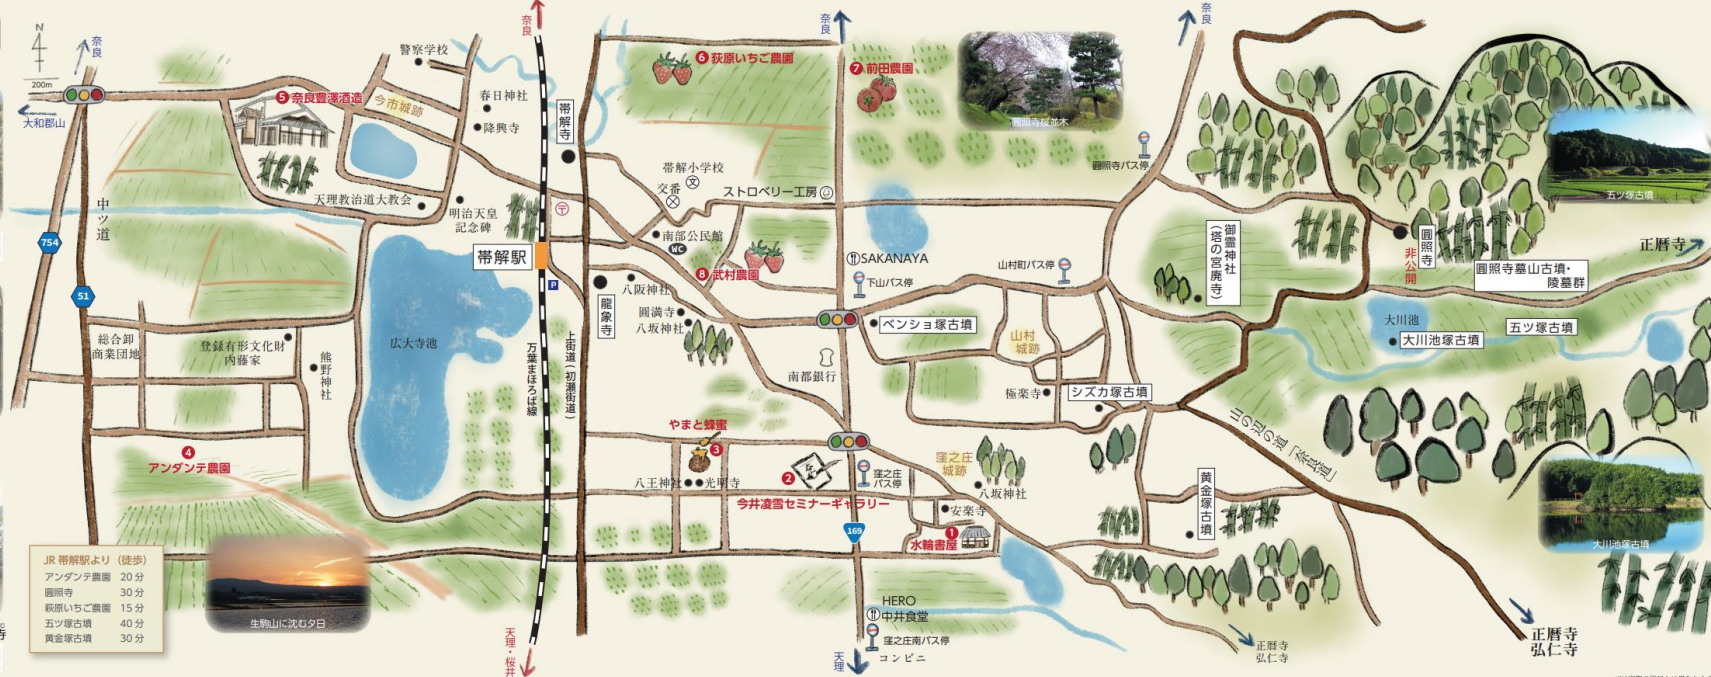 N
200m
奈良
大和郡山
754
51
中ツ道
❺ 奈良豊澤酒造
今市城跡
警察学校
春日神社
降興寺
天理教治道大教会
明治天皇
記念碑
奈良
帯解寺
〒
帯解駅
P
❻ 荻原いちご農園
帯解小学校
文
交番
ストロベリー工房
南部公民館
WC
❽ 武村農園
八阪神社
圓満寺
八坂神社
龍象寺
奈良
❼ 前田農園
圓照寺桜並木
圓照寺バス停
奈良
SAKANAYA
下山バス停
山村町バス停
ベンショ塚古墳
山村
城跡
極楽寺
シズカ塚古墳
南都銀行
御霊神社
(塔の宮廃寺)
圓照寺
非公開
正暦寺
圓照寺墓山古墳・
陵墓群
五ツ塚古墳
五ツ塚古墳
大川池
大川池塚古墳
大川池塚古墳
山の辺の道「奈良道」
総合卸
商業団地
登録有形文化財
内藤家
熊野神社
広大寺池
万葉まほろば線
上街道(初瀬街道)
❹
アンダンテ農園
やまと蜂蜜
❸
八王神社
光明寺
❷
今井凌雪セミナーギャラリー
窪之庄
バス停
窪之庄
城跡
八坂神社
安楽寺
❶
水輪書屋
169
黄金塚古墳
JR 帯解駅より(徒歩)
アンダンテ農園 20 分
圓照寺 30 分
萩原いちご農園 15 分
五ツ塚古墳 40 分
黄金塚古墳 30 分
生駒山に沈む夕日
天理・桜井
天理
HERO
中井食堂
窪之庄南バス停
コンビニ
正暦寺
弘仁寺
正暦寺
弘仁寺
寺